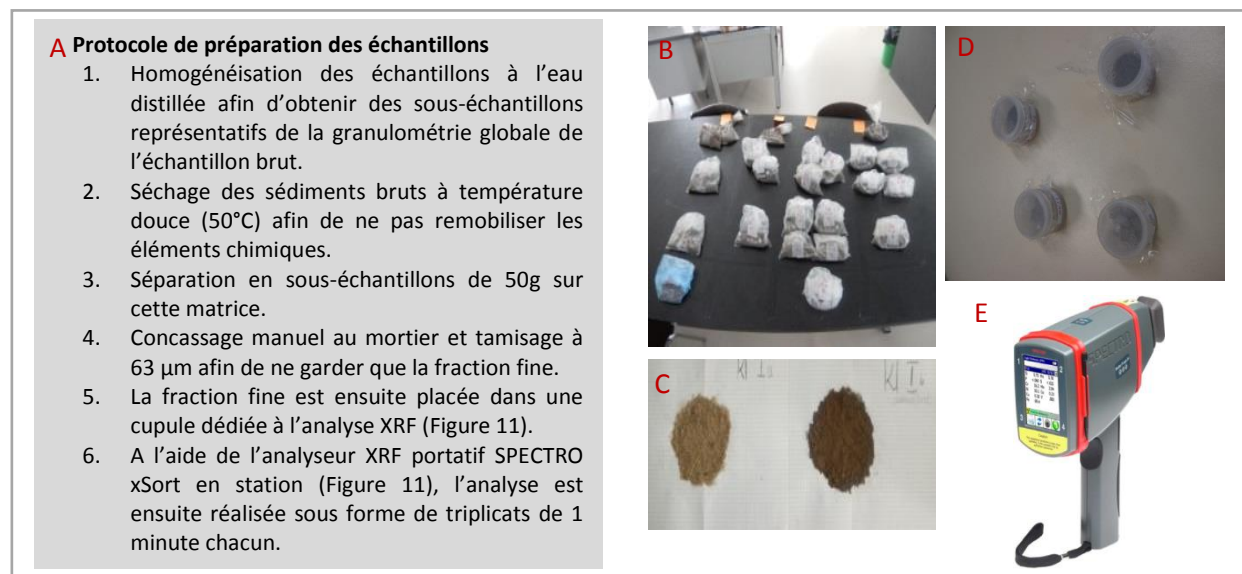 A Protocole de préparation des échantillons
1. Homogénéisation des échantillons à l'eau
distillée afin d'obtenir des sous-échantillons
représentatifs de la granulométrie globale de
l'échantillon brut.
2. Séchage des sédiments bruts à température
douce (50°C) afin de ne pas remobiliser les
éléments chimiques.
3. Séparation en sous-échantillons de 50g sur
cette matrice.
4. Concassage manuel au mortier et tamisage à
63 µm afin de ne garder que la fraction fine.
5. La fraction fine est ensuite placée dans une
cupule dédiée à l'analyse XRF (Figure 11).
6. A l'aide de l'analyseur XRF portatif SPECTRO
xSort en station (Figure 11), l'analyse est
ensuite réalisée sous forme de triplicats de 1
minute chacun.
B
C
D
E